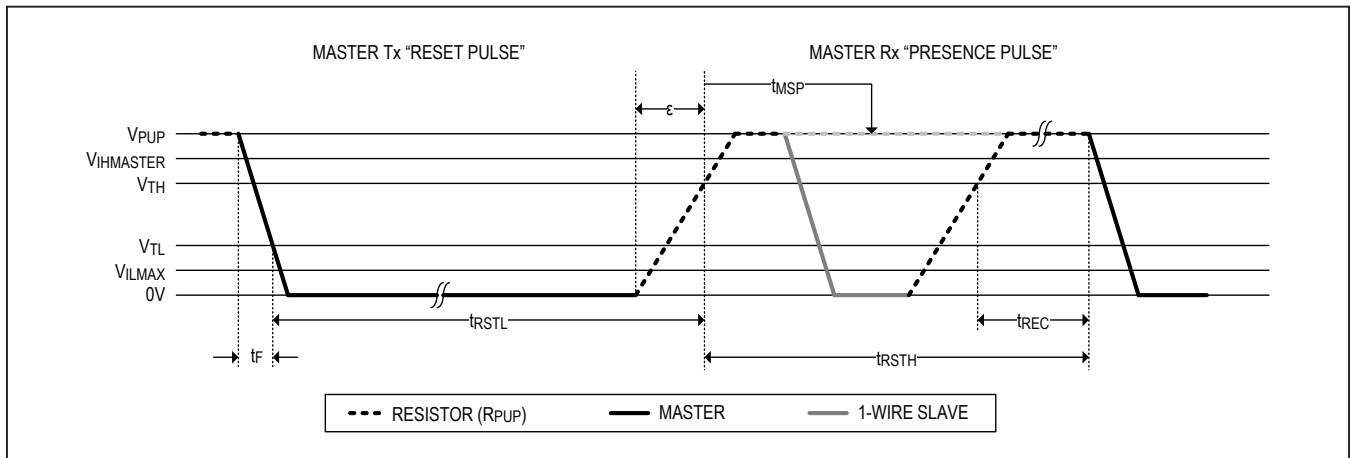 MASTER Tx “RESET PULSE”
MASTER Rx “PRESENCE PULSE”
tMSP
ε
VPUP
VIHMASTER
VTH
VTL
VILMAX
0V
tRSTL
tREC
tF
tRSTH
RESISTOR (RPUP)
MASTER
1-WIRE SLAVE